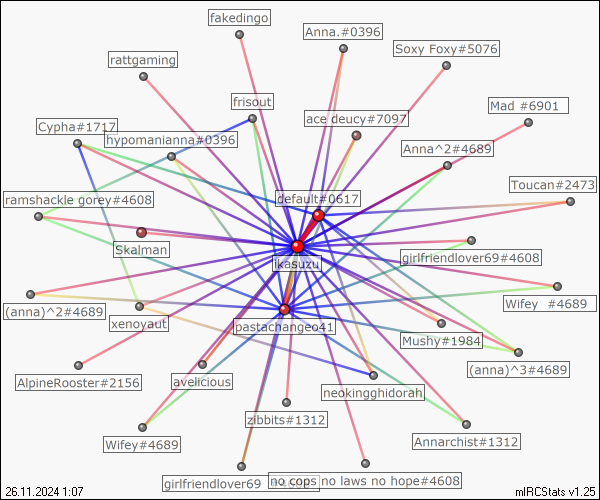 fakedingo
Anna.#0396
Soxy Foxy#5076
rattgaming
frisout
Mad #6901
ace deucy#7097
Cypha#1717
hypomanianna#0396
Anna^2#4689
Toucan#2473
default#0617
ramshackle gorey#4608
Skalman
girlfriendlover69#4608
ikasuzu
Wifey #4689
(anna)^2#4689
xenoyaut
pastachangeo41
Mushy#1984
(anna)^3#4689
AlpineRooster#2156
avelicious
neokingghidorah
zibbits#1312
Wifey#4689
Annarchist#1312
girlfriendlover69
no cops no laws no hope#4608
26.11.2024 1:07
mIRCStats v1.25